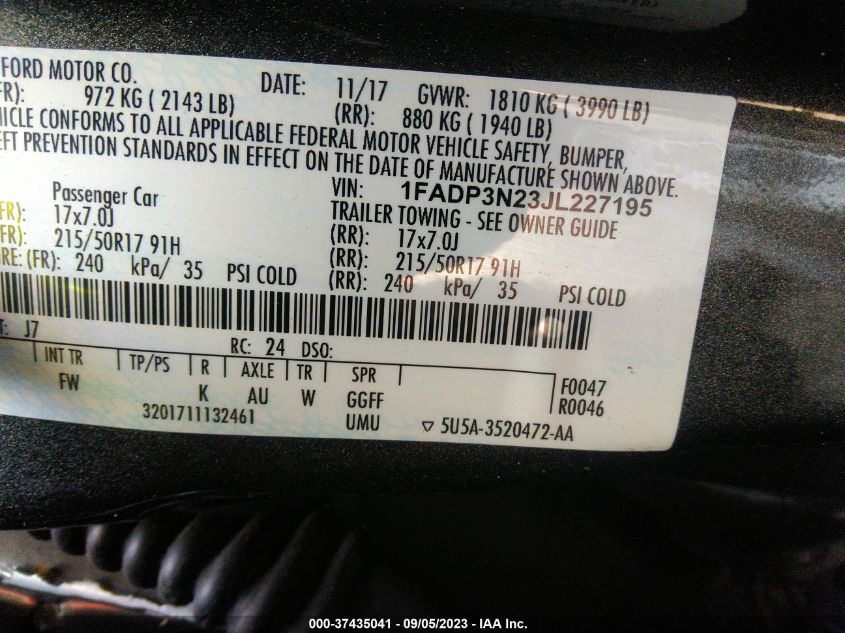 FORD MOTOR CO. DATE: 11/17 GVWR: 1810 KG ( 3990 LB)
FR): 972 KG ( 2143 LB) (RR): 880 KG ( 1940 LB)
HICLE CONFORMS TO ALL APPLICABLE FEDERAL MOTOR VEHICLE SAFETY, BUMPER,
EFT PREVENTION STANDARDS IN EFFECT ON THE DATE OF MANUFACTURE SHOWN ABOVE.
VIN: 1FADP3N23JL227195
Passenger Car TRAILER TOWING - SEE OWNER GUIDE
FR): 17x7.0J (RR): 17x7.0J
FR): 215/50R17 91H (RR): 215/50R17 91H
RE: (FR): 240 kPa/ 35 PSI COLD (RR): 240 kPa/ 35 PSI COLD
T: J7 RC: 24 DSO:
INT TR TP/PS R AXLE TR SPR
FW K AU W GGFF F0047
3201711132461 UMU R0046
▽ 5U5A-3520472-AA
000-37435041 - 09/05/2023 - IAA Inc.